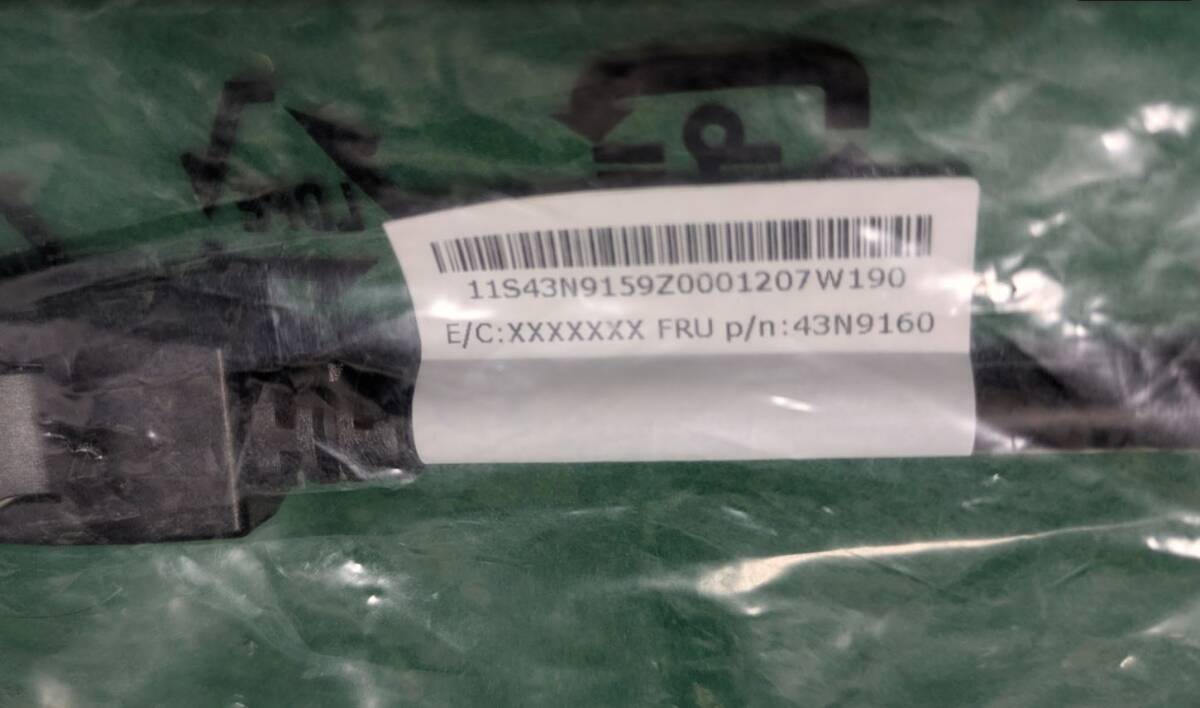 11S43N9159Z0001207W190
E/C:XXXXXXX FRU p/n:43N9160